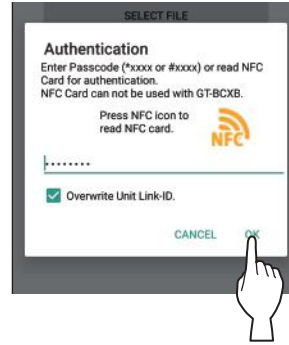 SELECT FILE
Authentication
Enter Passcode (*xxxx or #xxxx) or read NFC
Card for authentication.
NFC Card can not be used with GT-BCXB.
Press NFC icon to
read NFC card.
NFC
........
Overwrite Unit Link-ID.
CANCEL
OK